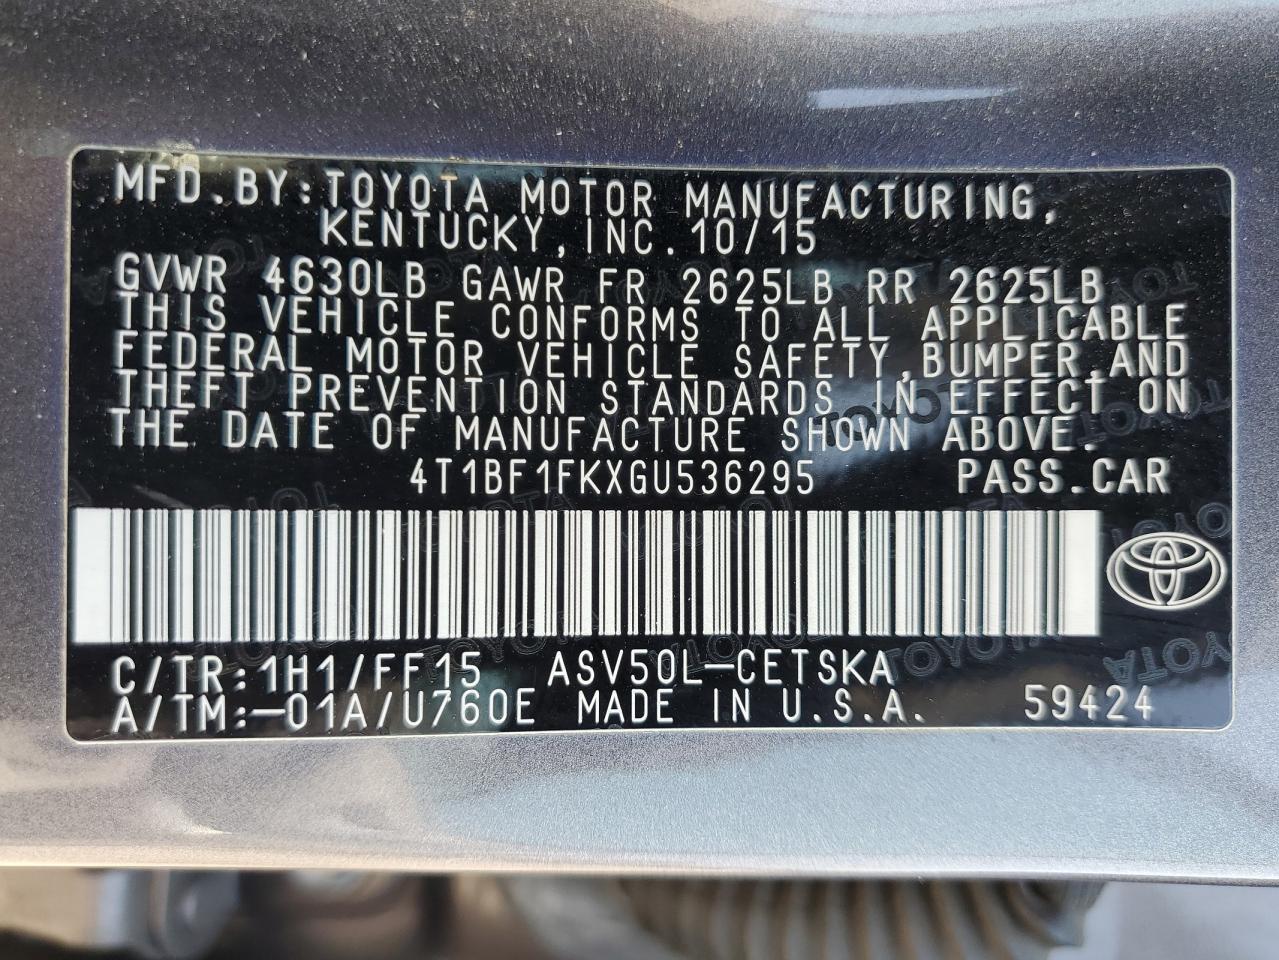 MFD.BY:TOYOTA MOTOR MANUFACTURING,
KENTUCKY,INC.10/15
GVWR 4630LB GAWR FR 2625LB RR 2625LB
THIS VEHICLE CONFORMS TO ALL APPLICABLE
FEDERAL MOTOR VEHICLE SAFETY,BUMPER,AND
THEFT PREVENTION STANDARDS IN EFFECT ON
THE DATE OF MANUFACTURE SHOWN ABOVE.
4T1BF1FKXGU536295 PASS.CAR
C/TR:1H1/FF15 ASV50L-CETSKA
A/TM:-01A/U760E MADE IN U.S.A. 59424